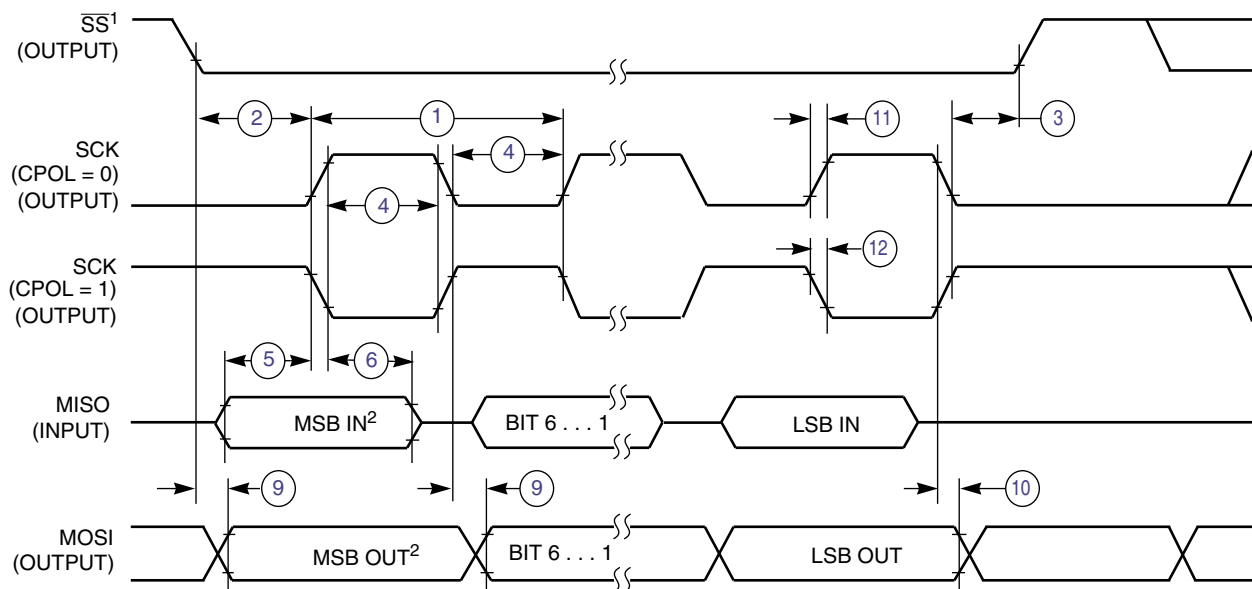 SS¹
(OUTPUT)
2
1
11
3
SCK
(CPOL = 0)
(OUTPUT)
4
4
12
SCK
(CPOL = 1)
(OUTPUT)
5
6
MISO
(INPUT)
MSB IN²
BIT 6 . . . 1
LSB IN
9
9
10
MOSI
(OUTPUT)
MSB OUT²
BIT 6 . . . 1
LSB OUT